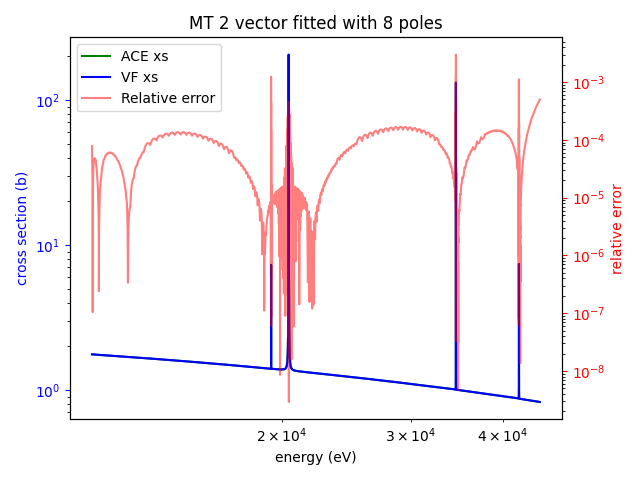 MT 2 vector fitted with 8 poles
ACE xs
VF xs
Relative error
cross section (b)
10²
10¹
10⁰
10⁻³
10⁻⁴
10⁻⁵
10⁻⁶
10⁻⁷
10⁻⁸
relative error
2 × 10⁴
3 × 10⁴
4 × 10⁴
energy (eV)